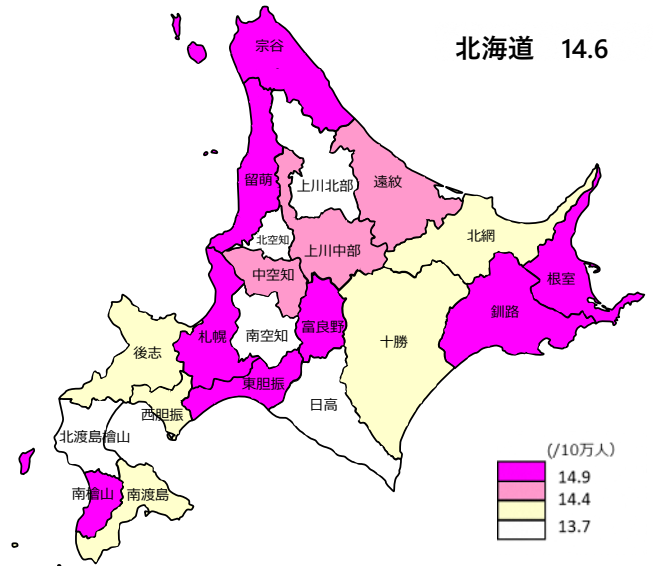 北海道　14.6
宗谷
留萌
上川北部
遠紋
北空知
上川中部
北網
中空知
根室
釧路
札幌
南空知
富良野
十勝
後志
東胆振
日高
西胆振
北渡島檜山
南檜山
南渡島
(/10万人)
14.9
14.4
13.7